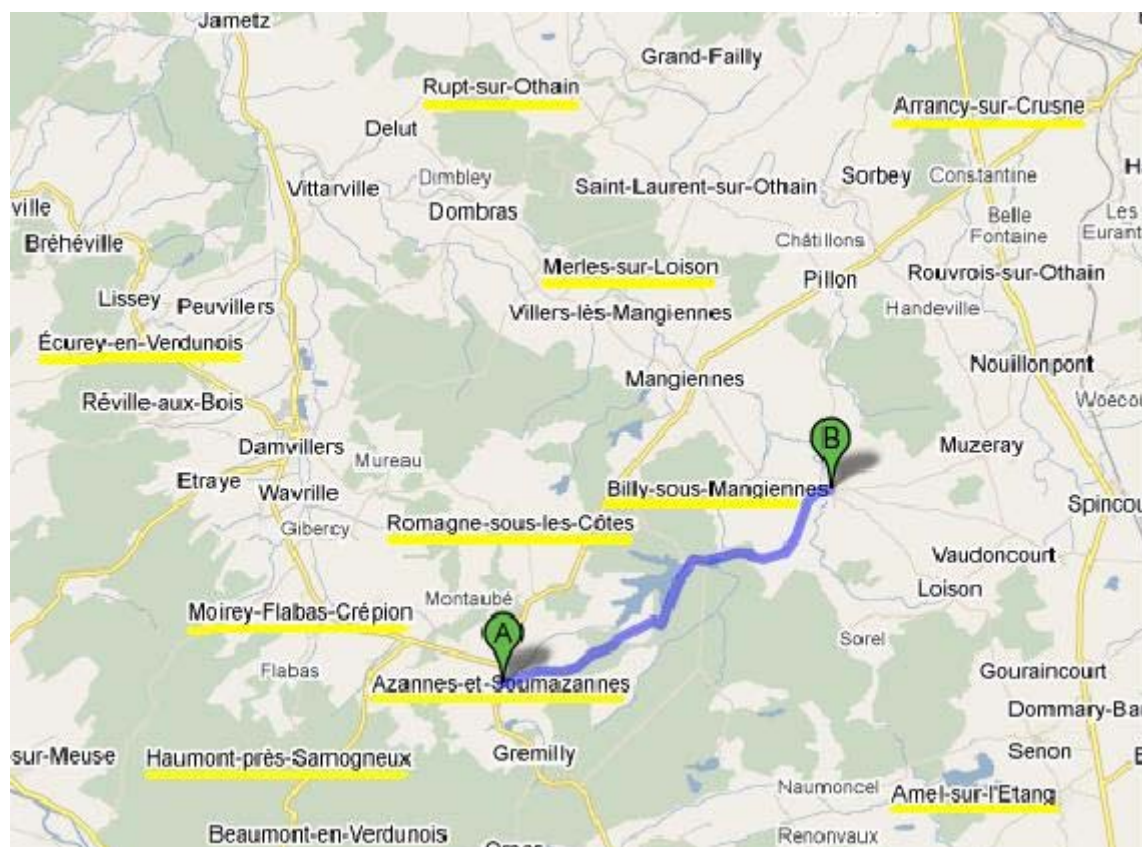 Jametz
Grand-Failly
Rupt-sur-Othain
Arrancy-sur-Crusne
Delut
Dimbley
Vittarville
Saint-Laurent-sur-Othain
Sorbey
Constantine
ville
Dombras
Belle
Fontaine
Les
Eurant
Bréhéville
Châtillons
Merles-sur-Loison
Pillon
Rouvrois-sur-Othain
Lissey
Peuvillers
Villers-lès-Mangiennes
Handeville
Écurey-en-Verdunois
Nouillonpont
Mangiennes
Réville-aux-Bois
Woecou
Damvillers
B
Muzeray
Mureau
Etraye
Wavrille
Billy-sous-Mangiennes
Spincou
Gibercy
Romagne-sous-les-Côtes
Vaudoncourt
Loison
Moirey-Flabas-Crépion
Montaubé
A
Sorel
Flabas
Azannes-et-Soumazannes
Gouraincourt
Dommary-Ba
sur-Meuse
Haumont-près-Samogneux
Gremilly
Senon
Naumoncel
Amel-sur-l'Etang
Beaumont-en-Verdunois
Renonvaux